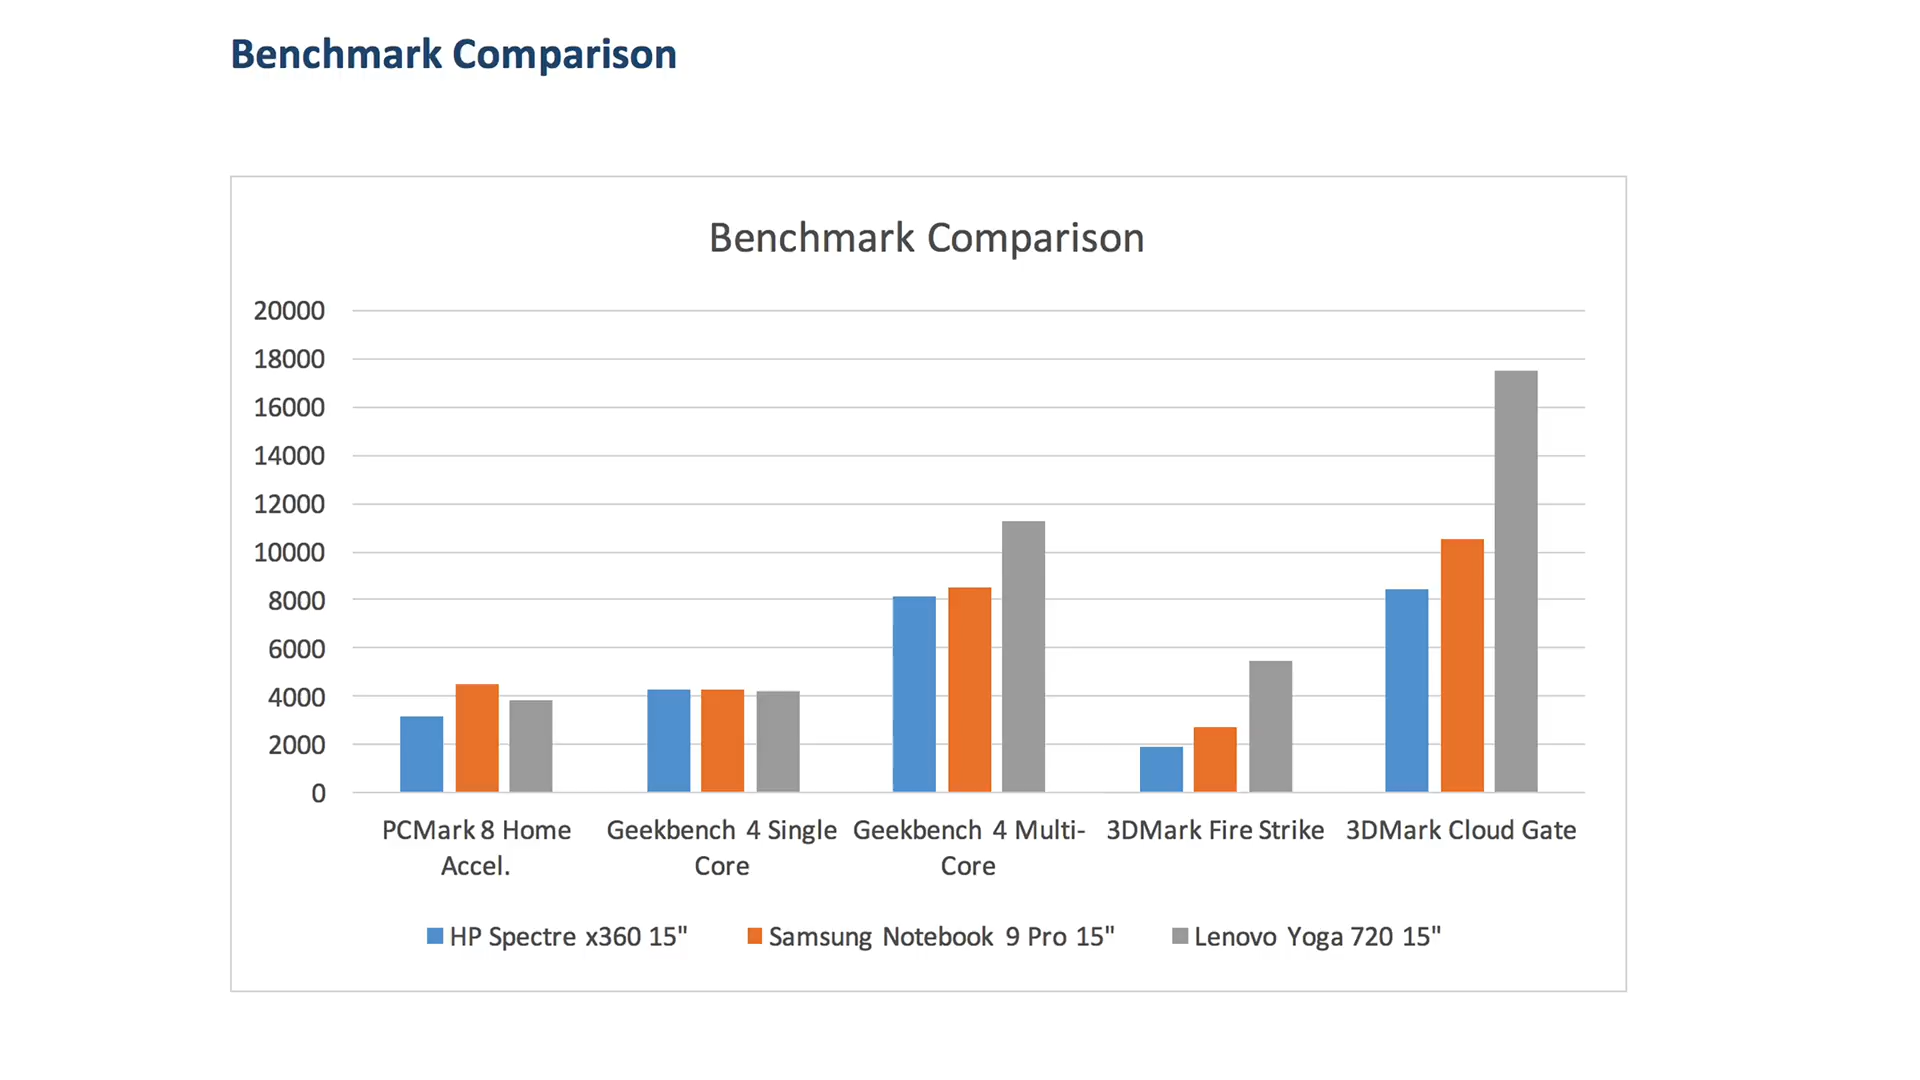 Benchmark Comparison
Benchmark Comparison
20000
18000
16000
14000
12000
10000
8000
6000
4000
2000
0
PCMark 8 Home Accel.
Geekbench 4 Single Core
Geekbench 4 Multi-Core
3DMark Fire Strike
3DMark Cloud Gate
HP Spectre x360 15"
Samsung Notebook 9 Pro 15"
Lenovo Yoga 720 15"